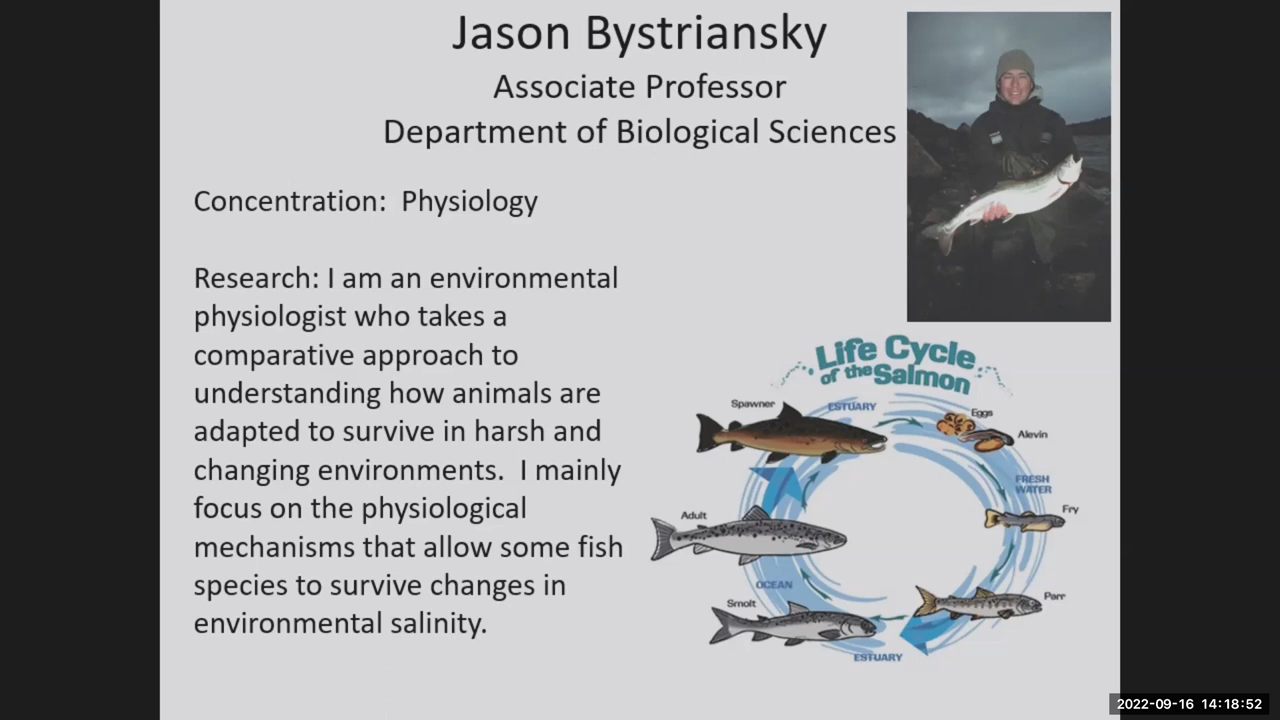 Jason Bystriansky
Associate Professor
Department of Biological Sciences
Concentration:  Physiology
Research: I am an environmental
physiologist who takes a
comparative approach to
understanding how animals are
adapted to survive in harsh and
changing environments.  I mainly
focus on the physiological
mechanisms that allow some fish
species to survive changes in
environmental salinity.
Life Cycle
of the Salmon
Spawner
ESTUARY
Eggs
Alevin
FRESH
WATER
Fry
Adult
OCEAN
Parr
Smolt
ESTUARY
2022-09-16  14:18:52